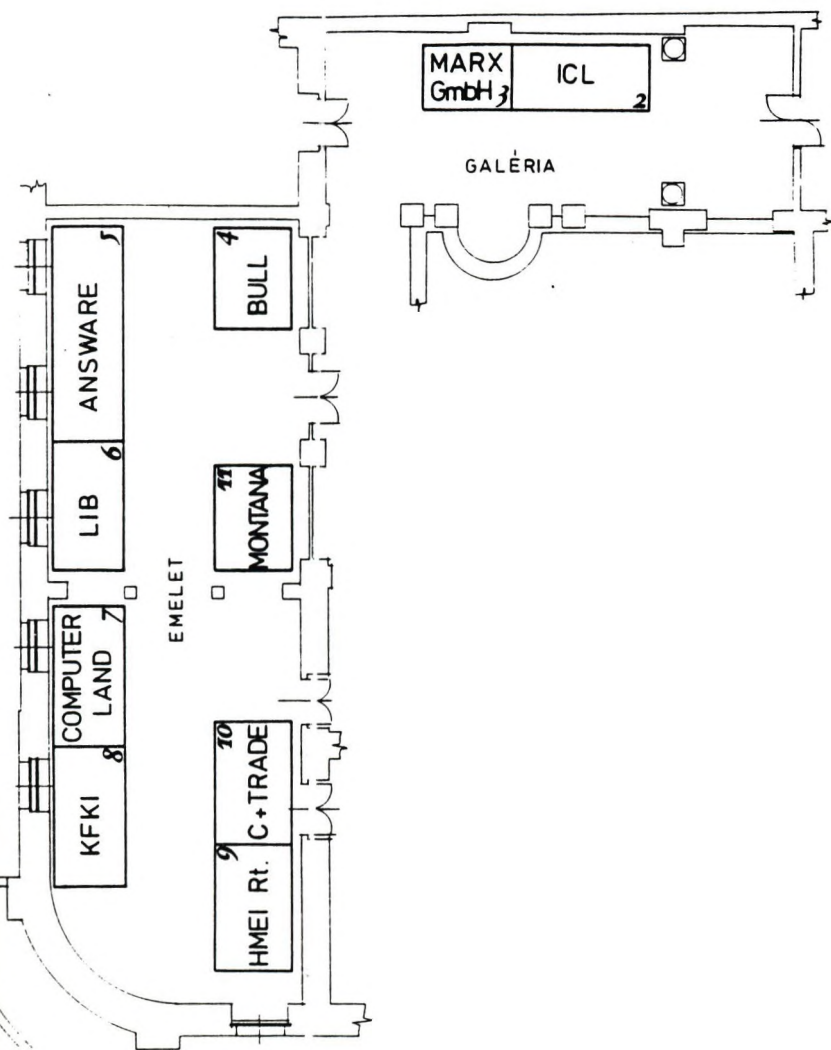 MARX
GmbH 3
ICL
2
GALÉRIA
5
ANSWARE
4
BULL
6
LIB
11
MONTANA
EMELET
7
COMPUTER
LAND
8
KFKI
10
C+TRADE
9
HMEI Rt.